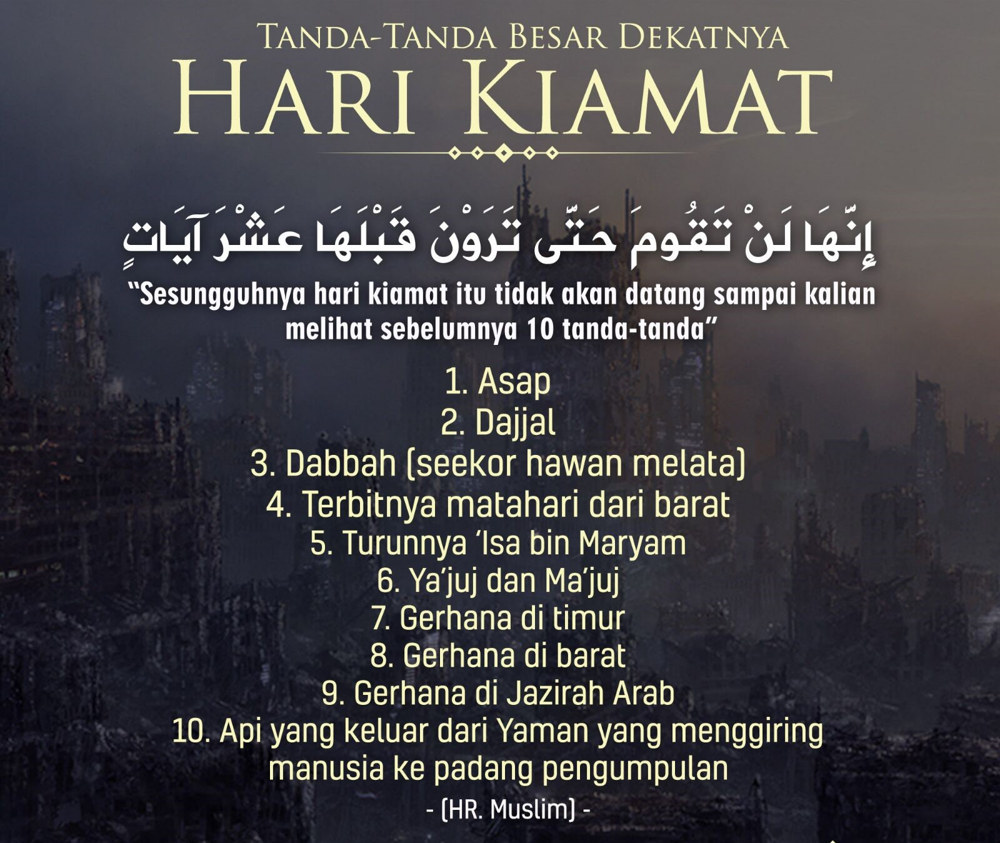 TANDA-TANDA BESAR DEKATNYA
HARI KIAMAT
إِنَّهَا لَنْ تَقُومَ حَتَّى تَرَوْنَ قَبْلَهَا عَشْرَ آيَاتٍ
“Sesungguhnya hari kiamat itu tidak akan datang sampai kalian
melihat sebelumnya 10 tanda-tanda”
1. Asap
2. Dajjal
3. Dabbah (seekor hawan melata)
4. Terbitnya matahari dari barat
5. Turunnya ‘Isa bin Maryam
6. Ya’juj dan Ma’juj
7. Gerhana di timur
8. Gerhana di barat
9. Gerhana di Jazirah Arab
10. Api yang keluar dari Yaman yang menggiring
manusia ke padang pengumpulan
- (HR. Muslim) -